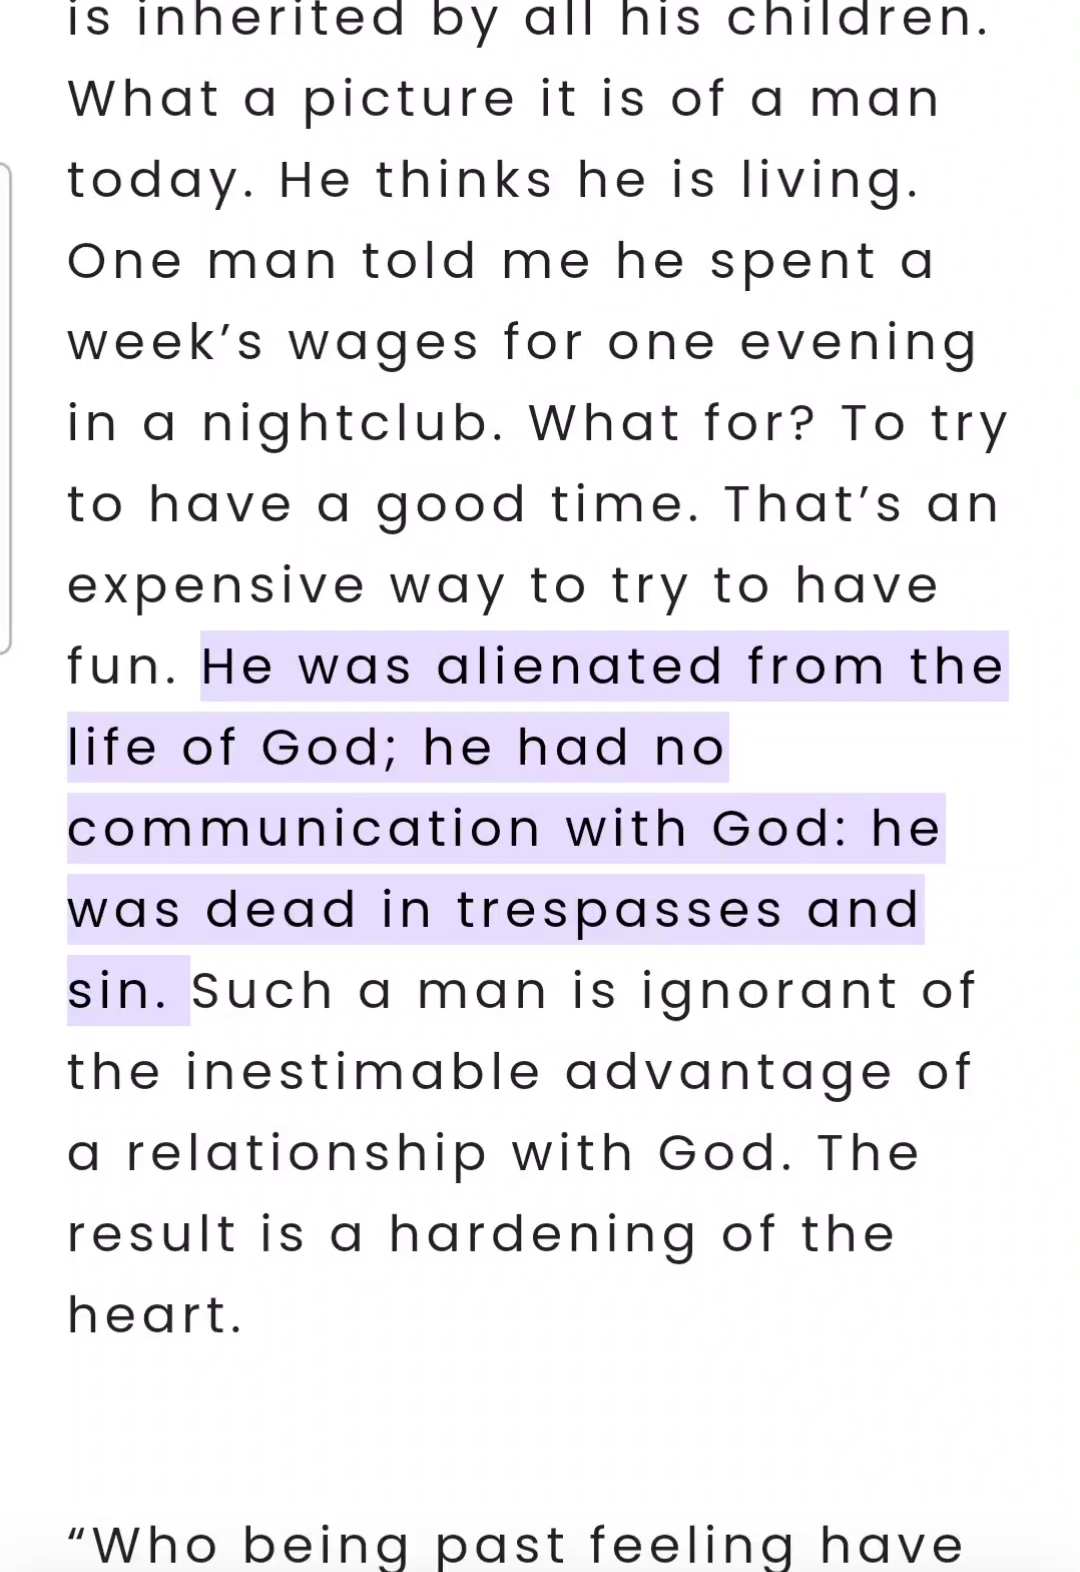 is inherited by all his children.
What a picture it is of a man
today. He thinks he is living.
One man told me he spent a
week’s wages for one evening
in a nightclub. What for? To try
to have a good time. That’s an
expensive way to try to have
fun. He was alienated from the
life of God; he had no
communication with God: he
was dead in trespasses and
sin. Such a man is ignorant of
the inestimable advantage of
a relationship with God. The
result is a hardening of the
heart.
“Who being past feeling have